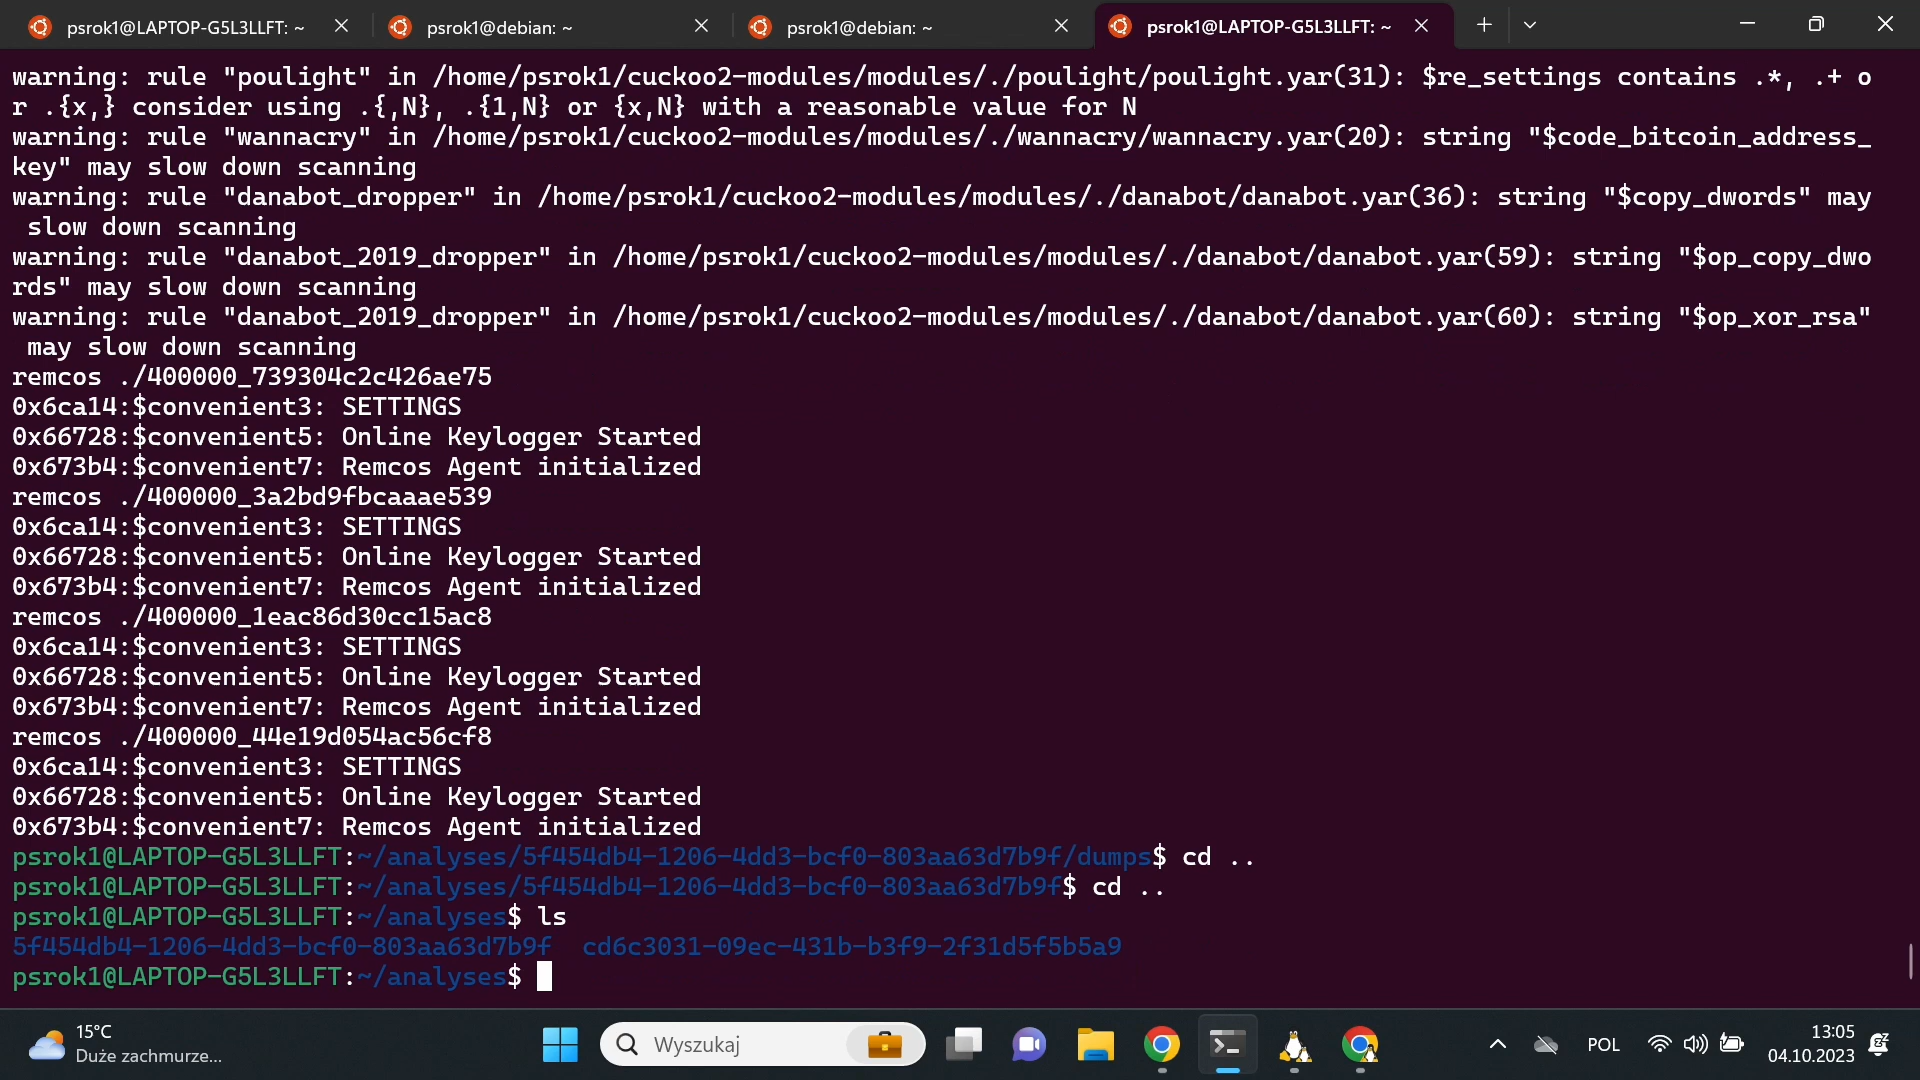 psrok1@LAPTOP-G5L3LLFT: ~
psrok1@debian: ~
psrok1@debian: ~
psrok1@LAPTOP-G5L3LLFT: ~
warning: rule "poulight" in /home/psrok1/cuckoo2-modules/modules/./poulight/poulight.yar(31): $re_settings contains .*, .+ o
r .{x,} consider using .{,N}, .{1,N} or {x,N} with a reasonable value for N
warning: rule "wannacry" in /home/psrok1/cuckoo2-modules/modules/./wannacry/wannacry.yar(20): string "$code_bitcoin_address_
key" may slow down scanning
warning: rule "danabot_dropper" in /home/psrok1/cuckoo2-modules/modules/./danabot/danabot.yar(36): string "$copy_dwords" may
slow down scanning
warning: rule "danabot_2019_dropper" in /home/psrok1/cuckoo2-modules/modules/./danabot/danabot.yar(59): string "$op_copy_dwo
rds" may slow down scanning
warning: rule "danabot_2019_dropper" in /home/psrok1/cuckoo2-modules/modules/./danabot/danabot.yar(60): string "$op_xor_rsa"
may slow down scanning
remcos ./400000_739304c2c426ae75
0x6ca14:$convenient3: SETTINGS
0x66728:$convenient5: Online Keylogger Started
0x673b4:$convenient7: Remcos Agent initialized
remcos ./400000_3a2bd9fbcaaae539
0x6ca14:$convenient3: SETTINGS
0x66728:$convenient5: Online Keylogger Started
0x673b4:$convenient7: Remcos Agent initialized
remcos ./400000_1eac86d30cc15ac8
0x6ca14:$convenient3: SETTINGS
0x66728:$convenient5: Online Keylogger Started
0x673b4:$convenient7: Remcos Agent initialized
remcos ./400000_44e19d054ac56cf8
0x6ca14:$convenient3: SETTINGS
0x66728:$convenient5: Online Keylogger Started
0x673b4:$convenient7: Remcos Agent initialized
psrok1@LAPTOP-G5L3LLFT:~/analyses/5f454db4-1206-4dd3-bcf0-803aa63d7b9f/dumps$ cd ..
psrok1@LAPTOP-G5L3LLFT:~/analyses/5f454db4-1206-4dd3-bcf0-803aa63d7b9f$ cd ..
psrok1@LAPTOP-G5L3LLFT:~/analyses$ ls
5f454db4-1206-4dd3-bcf0-803aa63d7b9f  cd6c3031-09ec-431b-b3f9-2f31d5f5b5a9
psrok1@LAPTOP-G5L3LLFT:~/analyses$
15°C
Duże zachmurze...
Wyszukaj
POL
13:05
04.10.2023